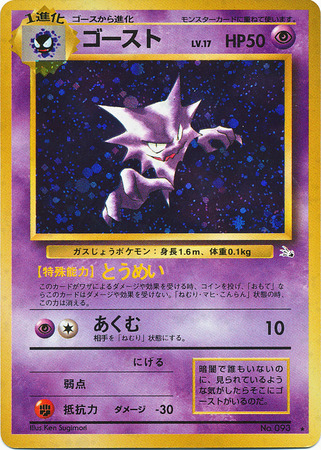 1進化
ゴースから進化
モンスターカードに重ねて使います。
ゴースト LV.17 HP50
ガスじょうポケモン:身長1.6m、体重0.1kg
【特殊能力】とうめい
このカードがワザによるダメージや効果を受ける時、コインを投げ、「おもて」なら
このカードはダメージや効果を受けない。「ねむり・マヒ・こんらん」状態の時、
この力は消える。
あくむ 10
相手を「ねむり」状態にする。
にげる
弱点
抵抗力 ダメージ -30
暗闇で誰もいないの
に、見られているよう
な気がしたらそこにゴ
ーストがいるのだ。
Illus.Ken Sugimori
No.093 ★